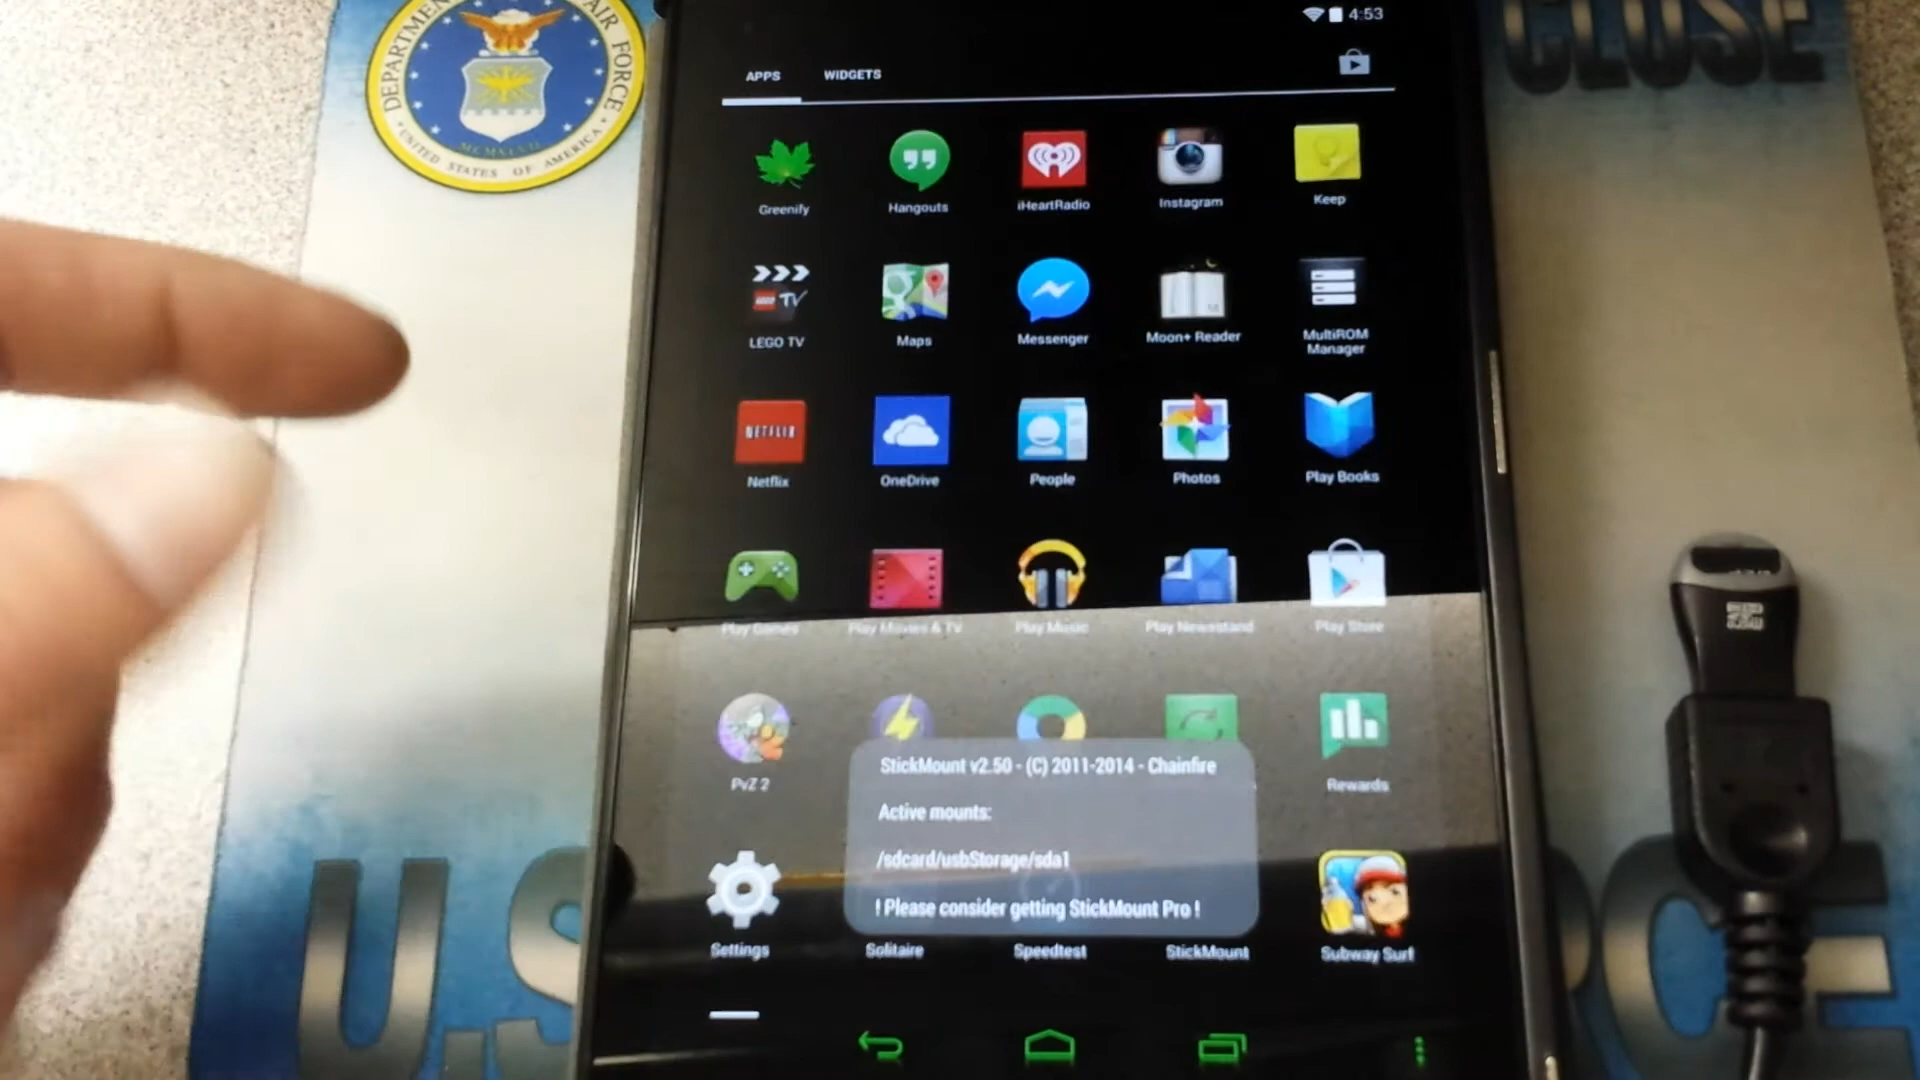 DEPARTMENT
AIR FORCE
MCMXLVII
UNITED STATES OF AMERICA
CLOSE
4:53
APPS
WIDGETS
Greenify
Hangouts
iHeartRadio
Instagram
Keep
LEGO TV
Maps
Messenger
Moon+ Reader
MultiROM
Manager
NETFLIX
Netflix
OneDrive
People
Photos
Play Books
Play Games
Play Movies & TV
Play Music
Play Newsstand
Play Store
PvZ 2
Rewards
StickMount v2.50 - (C) 2011-2014 - Chainfire
Active mounts:
/sdcard/usbStorage/sda1
! Please consider getting StickMount Pro !
Settings
Solitaire
Speedtest
StickMount
Subway Surf
U.S
RCE